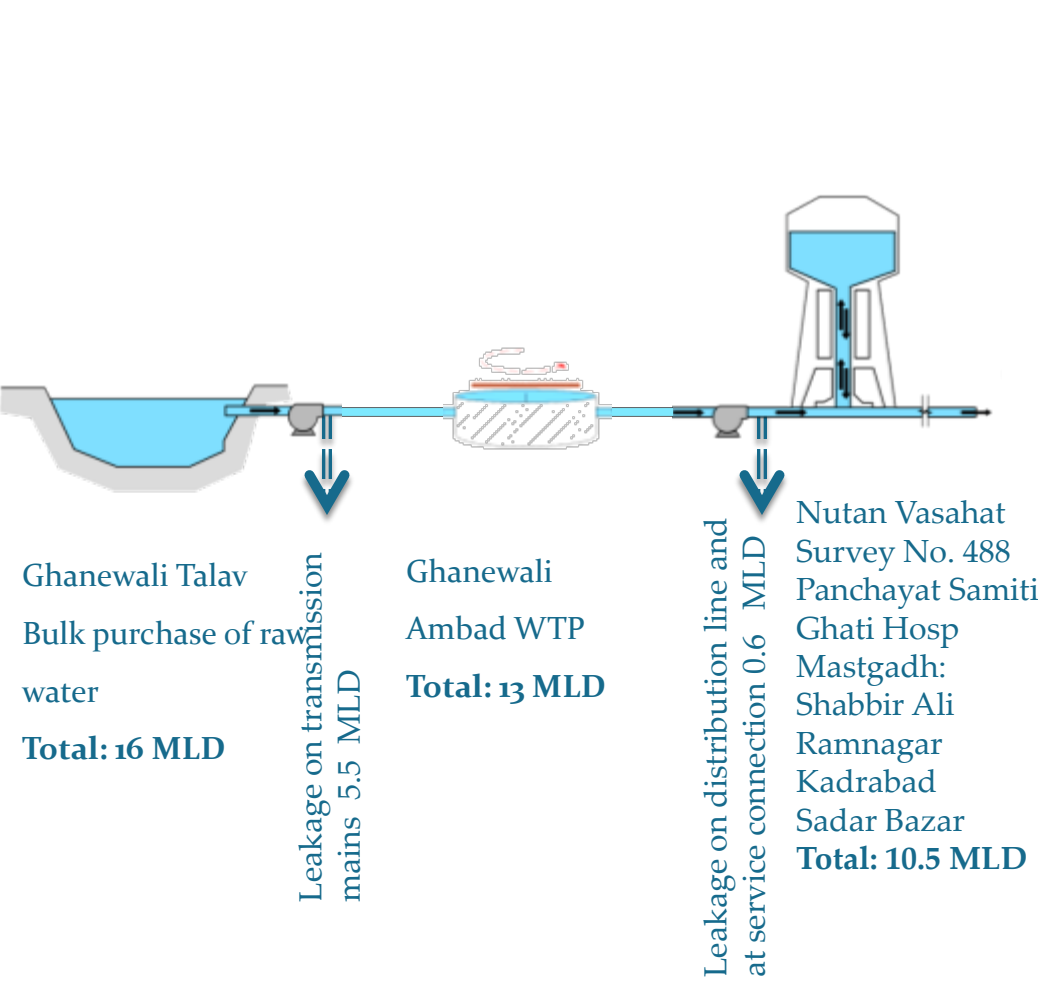 Ghanewali Talav
Bulk purchase of raw
water
Total: 16 MLD
Leakage on transmission
mains 5.5 MLD
Ghanewali
Ambad WTP
Total: 13 MLD
Leakage on distribution line and
at service connection 0.6 MLD
Nutan Vasahat
Survey No. 488
Panchayat Samiti
Ghati Hosp
Mastgadh:
Shabbir Ali
Ramnagar
Kadrabad
Sadar Bazar
Total: 10.5 MLD